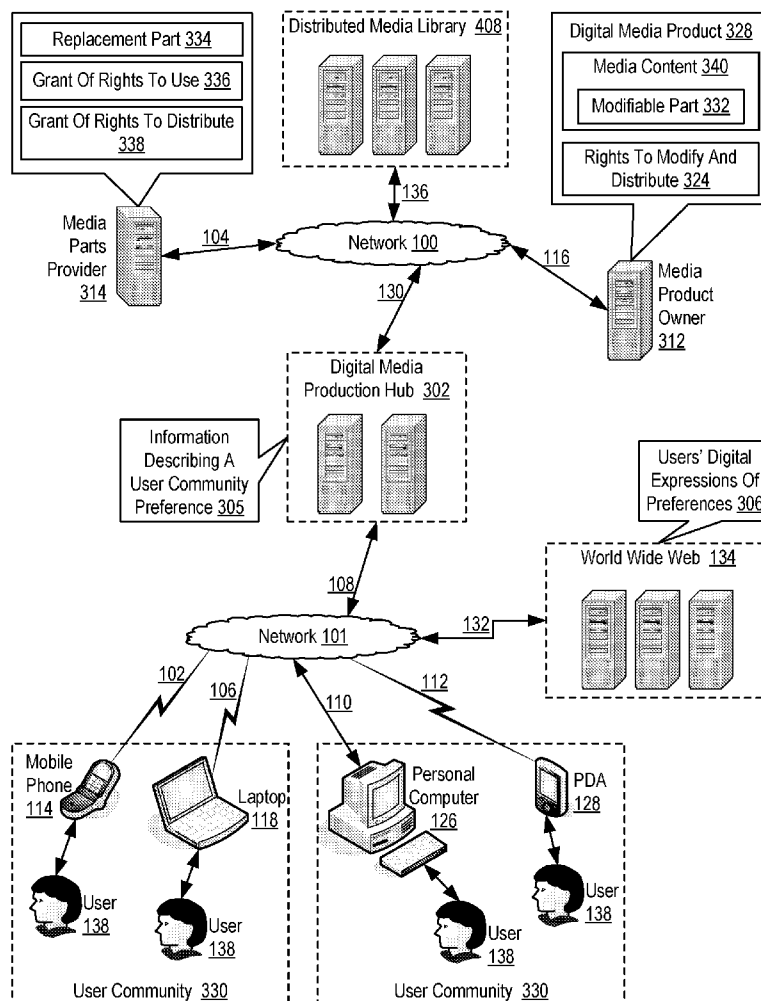 Replacement Part 334
Grant Of Rights To Use 336
Grant Of Rights To Distribute
338
Distributed Media Library 408
Digital Media Product 328
Media Content 340
Modifiable Part 332
Rights To Modify And
Distribute 324
136
Media
Parts
Provider
314
104
Network 100
116
Media
Product
Owner
312
130
Digital Media
Production Hub 302
Information
Describing A
User Community
Preference 305
Users' Digital
Expressions Of
Preferences 306
World Wide Web 134
108
132
Network 101
102
106
110
112
Mobile
Phone
114
Laptop
118
Personal
Computer
126
PDA
128
User
138
User
138
User
138
User
138
User Community 330
User Community 330